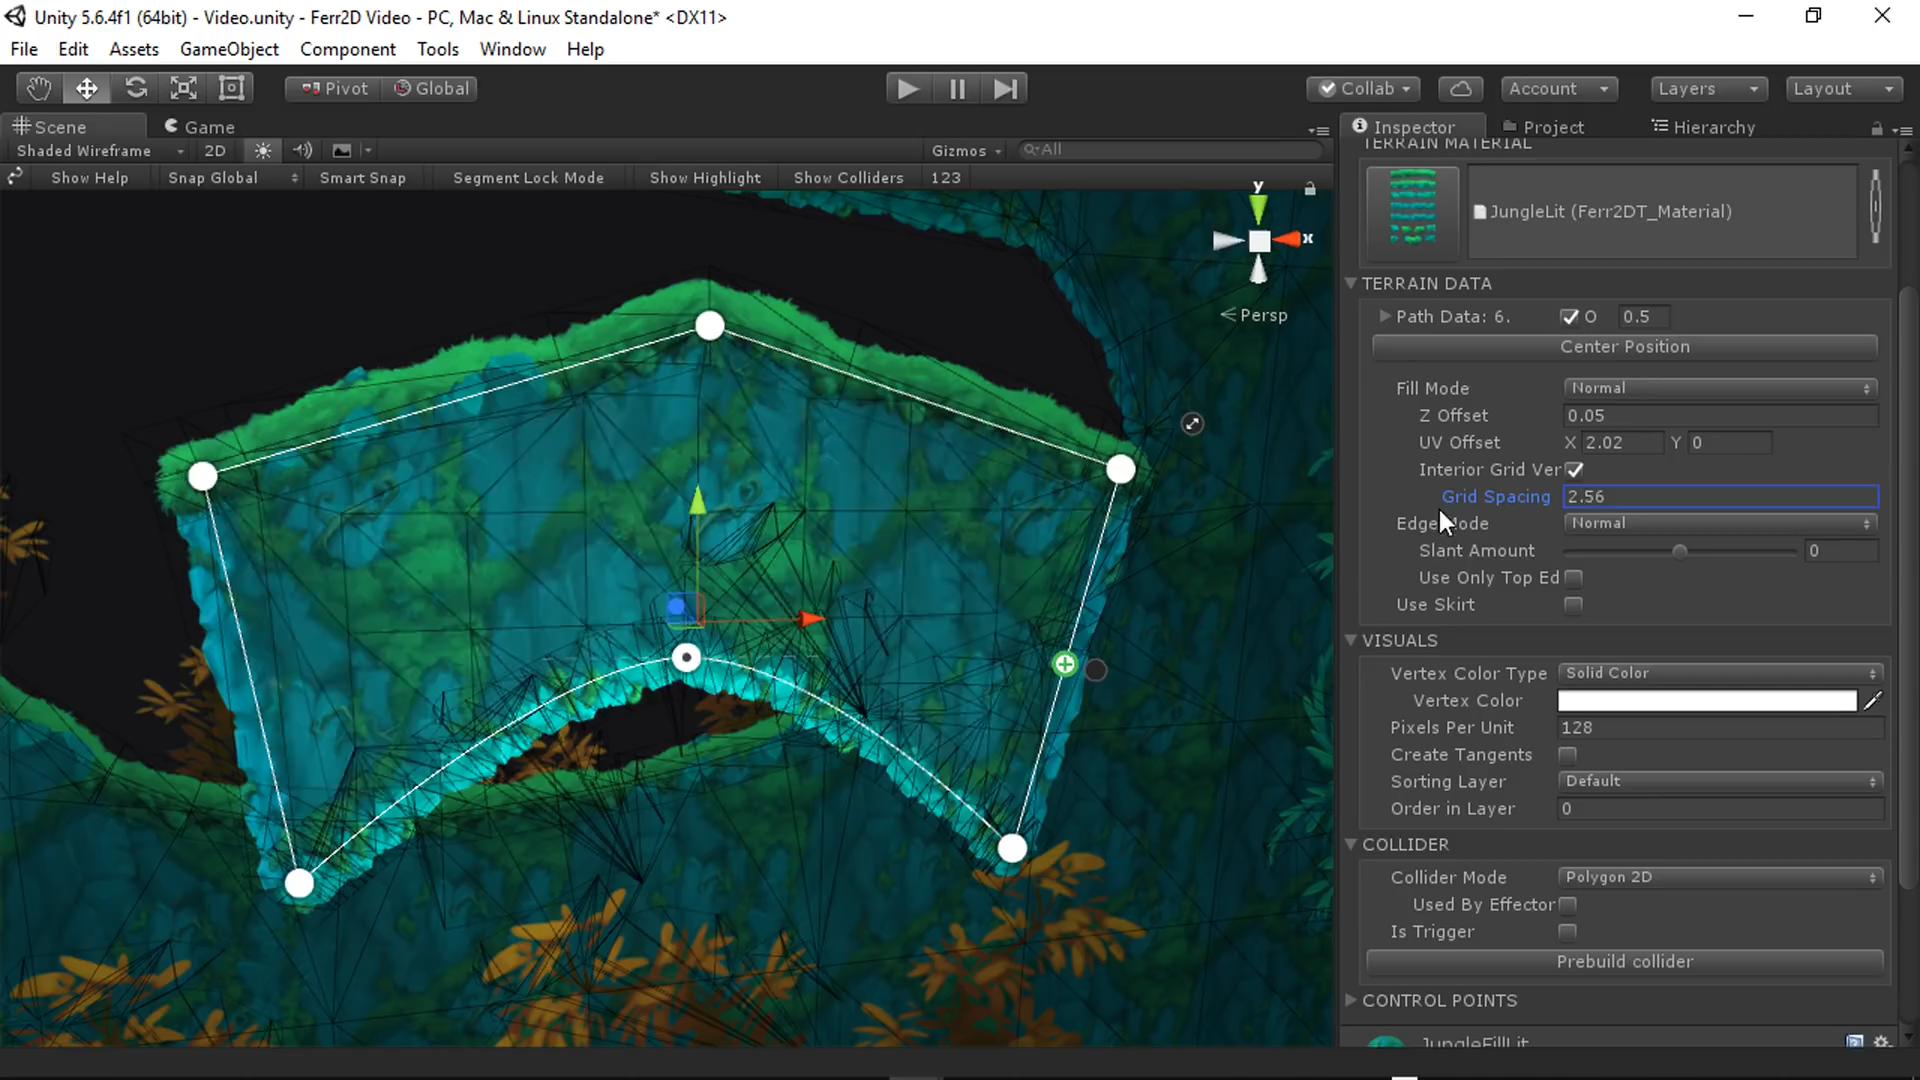 Unity 5.6.4f1 (64bit) - Video.unity - Ferr2D Video - PC, Mac & Linux Standalone* <DX11>
File Edit Assets GameObject Component Tools Window Help
Pivot Global Collab Account Layers Layout
Scene Game Inspector Project Hierarchy
Shaded Wireframe 2D Gizmos All
Show Help Snap Global Smart Snap Segment Lock Mode Show Highlight Show Colliders 123
y
x
Persp
TERRAIN MATERIAL
JungleLit (Ferr2DT_Material)
TERRAIN DATA
Path Data: 6. O 0.5
Center Position
Fill Mode Normal
Z Offset 0.05
UV Offset X 2.02 Y 0
Interior Grid Ver
Grid Spacing 2.56
Edge Mode Normal
Slant Amount 0
Use Only Top Ed
Use Skirt
VISUALS
Vertex Color Type Solid Color
Vertex Color
Pixels Per Unit 128
Create Tangents
Sorting Layer Default
Order in Layer 0
COLLIDER
Collider Mode Polygon 2D
Used By Effector
Is Trigger
Prebuild collider
CONTROL POINTS
JungleFillLit